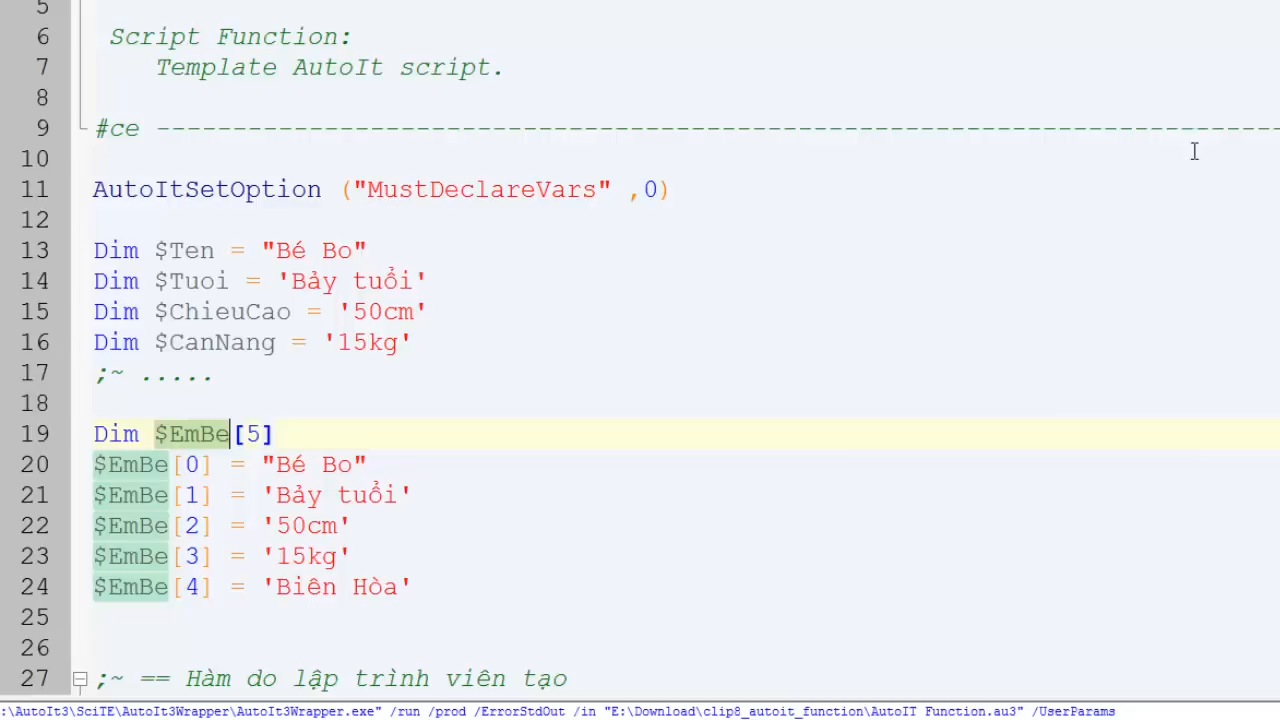 5
6 Script Function:
7 Template AutoIt script.
8
9 #ce -----------------------------------------------------------------------------
10
11 AutoItSetOption ("MustDeclareVars" ,0)
12
13 Dim $Ten = "Bé Bo"
14 Dim $Tuoi = 'Bảy tuổi'
15 Dim $ChieuCao = '50cm'
16 Dim $CanNang = '15kg'
17 ;~ .....
18
19 Dim $EmBe[5]
20 $EmBe[0] = "Bé Bo"
21 $EmBe[1] = 'Bảy tuổi'
22 $EmBe[2] = '50cm'
23 $EmBe[3] = '15kg'
24 $EmBe[4] = 'Biên Hòa'
25
26
27 ;~ == Hàm do lập trình viên tạo
:\AutoIt3\SciTE\AutoIt3Wrapper\AutoIt3Wrapper.exe" /run /prod /ErrorStdOut /in "E:\Download\clip8_autoit_function\AutoIT Function.au3" /UserParams